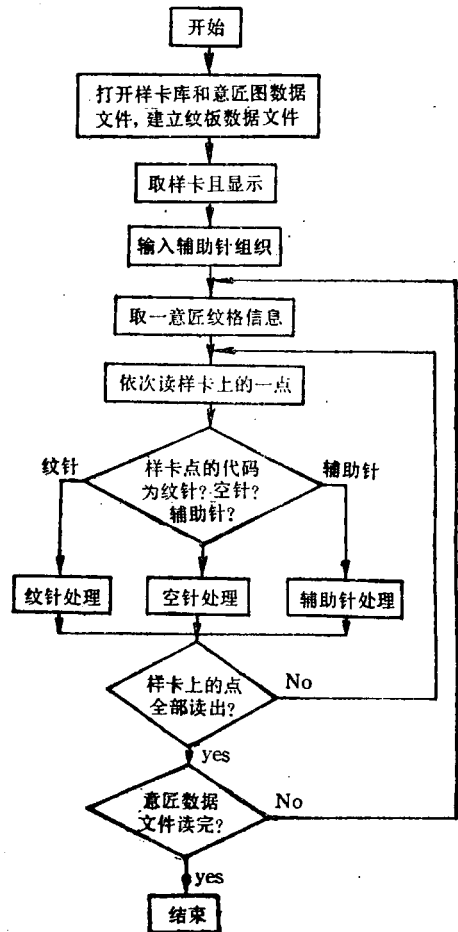 开始
打开样卡库和意匠图数据
文件，建立纹板数据文件
取样卡且显示
输入辅助针组织
取一意匠纹格信息
依次读样卡上的一点
纹针
样卡点的代码
为纹针？空针？
辅助针？
辅助针
纹针处理
空针处理
辅助针处理
样卡上的点
全部读出？
No
yes
意匠数据
文件读完？
No
yes
结束